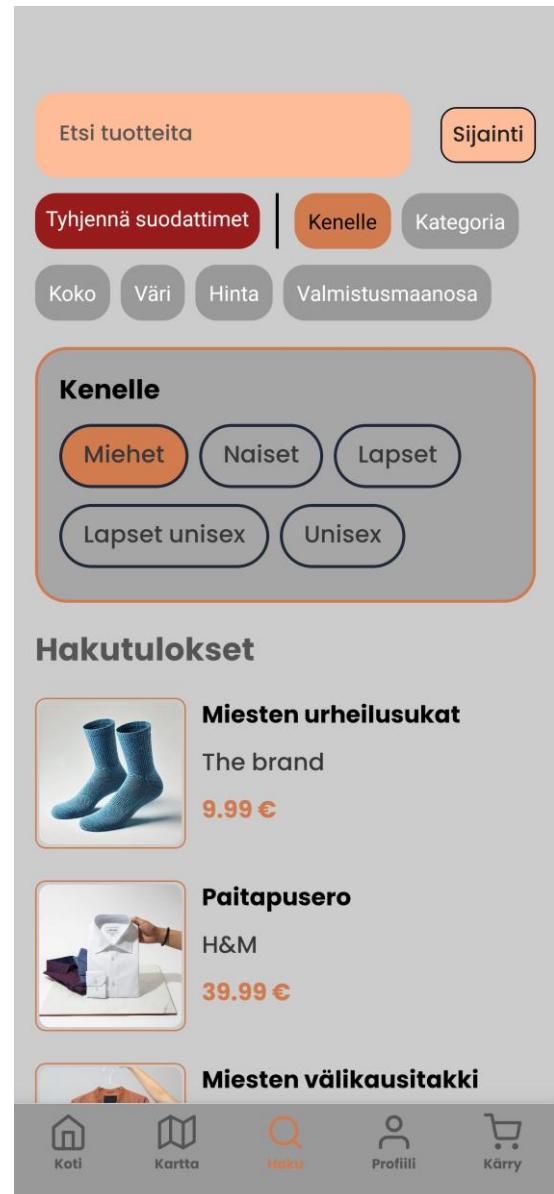 Etsi tuotteita Sijainti
Tyhjennä suodattimet Kenelle Kategoria
Koko Väri Hinta Valmistusmaanosa
Kenelle
Miehet Naiset Lapset
Lapset unisex Unisex
Hakutulokset
Miesten urheilusukat
The brand
9.99 €
Paitapusero
H&M
39.99 €
Miesten välikausitakki
Koti Kartta Haku Profiili Kärry